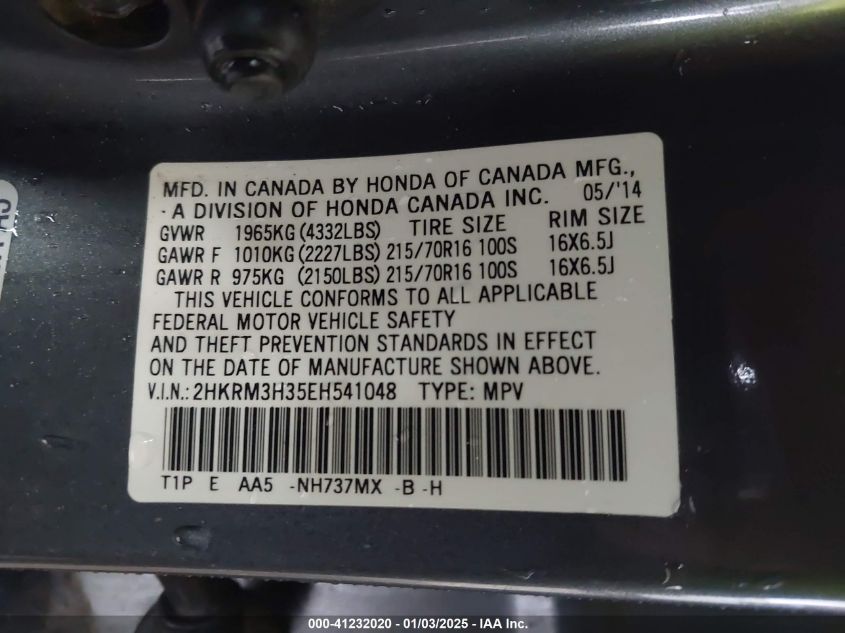 MFD. IN CANADA BY HONDA OF CANADA MFG.,
- A DIVISION OF HONDA CANADA INC. 05/'14
GVWR 1965KG (4332LBS) TIRE SIZE RIM SIZE
GAWR F 1010KG (2227LBS) 215/70R16 100S 16X6.5J
GAWR R 975KG (2150LBS) 215/70R16 100S 16X6.5J
THIS VEHICLE CONFORMS TO ALL APPLICABLE
FEDERAL MOTOR VEHICLE SAFETY
AND THEFT PREVENTION STANDARDS IN EFFECT
ON THE DATE OF MANUFACTURE SHOWN ABOVE.
V.I.N.: 2HKRM3H35EH541048 TYPE: MPV
T1P E AA5 -NH737MX -B -H
000-41232020 - 01/03/2025 - IAA Inc.